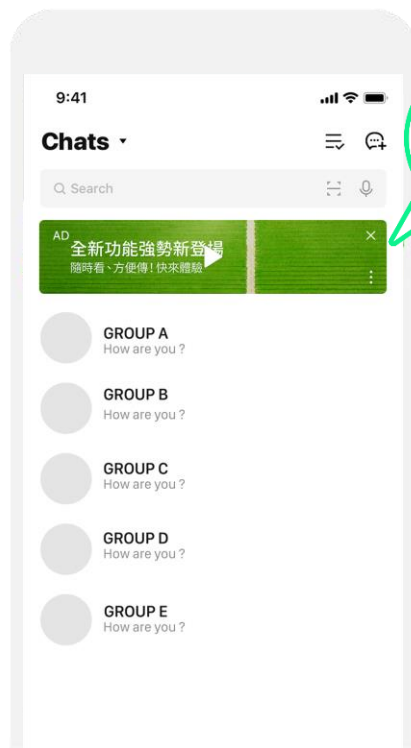 9:41
Chats
Search
AD
全新功能強勢新登場
隨時看、方便傳！快來體驗
GROUP A
How are you ?
GROUP B
How are you ?
GROUP C
How are you ?
GROUP D
How are you ?
GROUP E
How are you ?